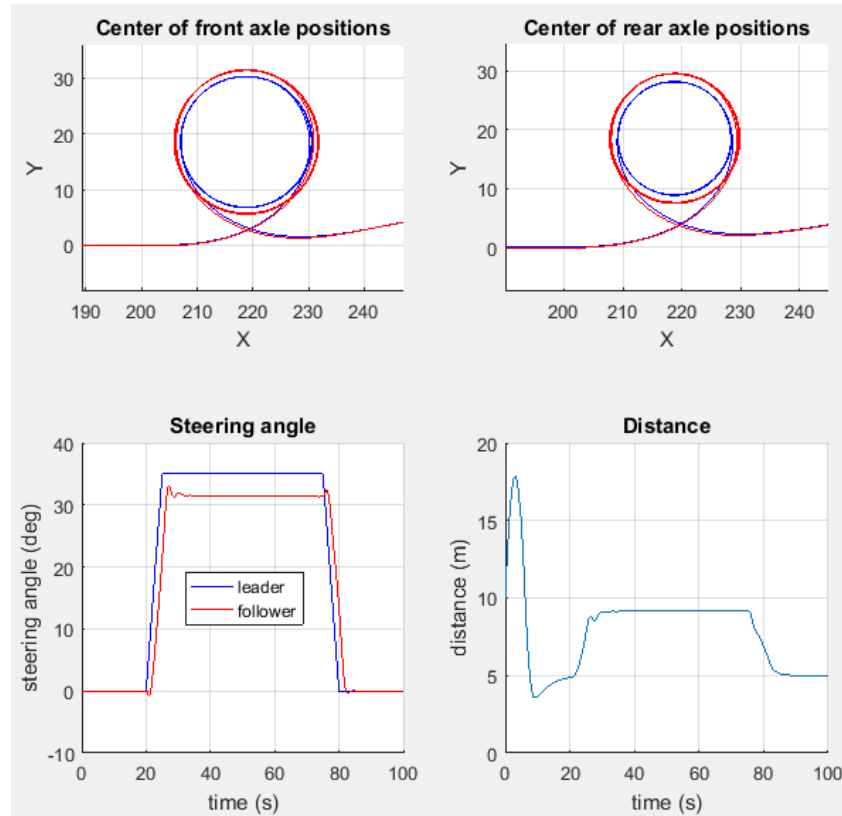 Center of front axle positions
30
20
10
0
Y
190 200 210 220 230 240
X
Center of rear axle positions
30
20
10
0
Y
200 210 220 230 240
X
Steering angle
40
30
20
10
0
-10
steering angle (deg)
leader
follower
0 20 40 60 80 100
time (s)
Distance
20
15
10
5
0
distance (m)
0 20 40 60 80 100
time (s)